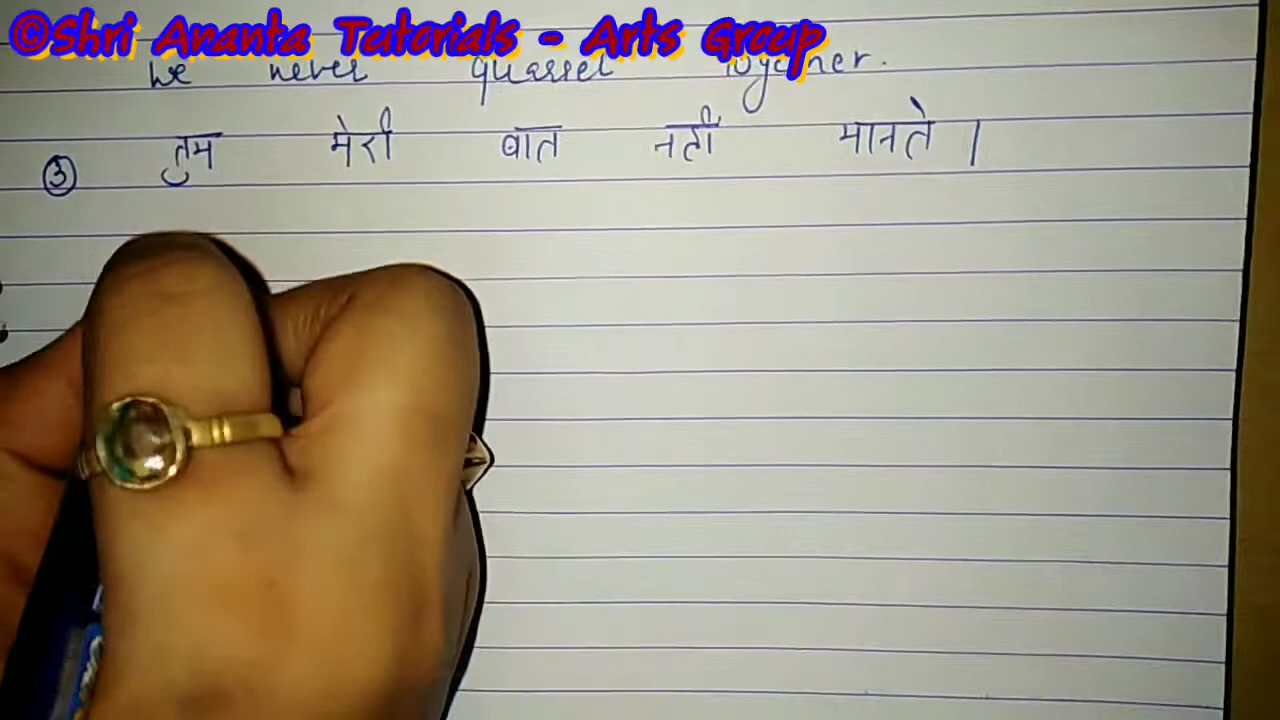 ©Shri Ananta Tutorials - Arts Group
We never quarrel together.
③ तुम मेरी बात नहीं मानते ।